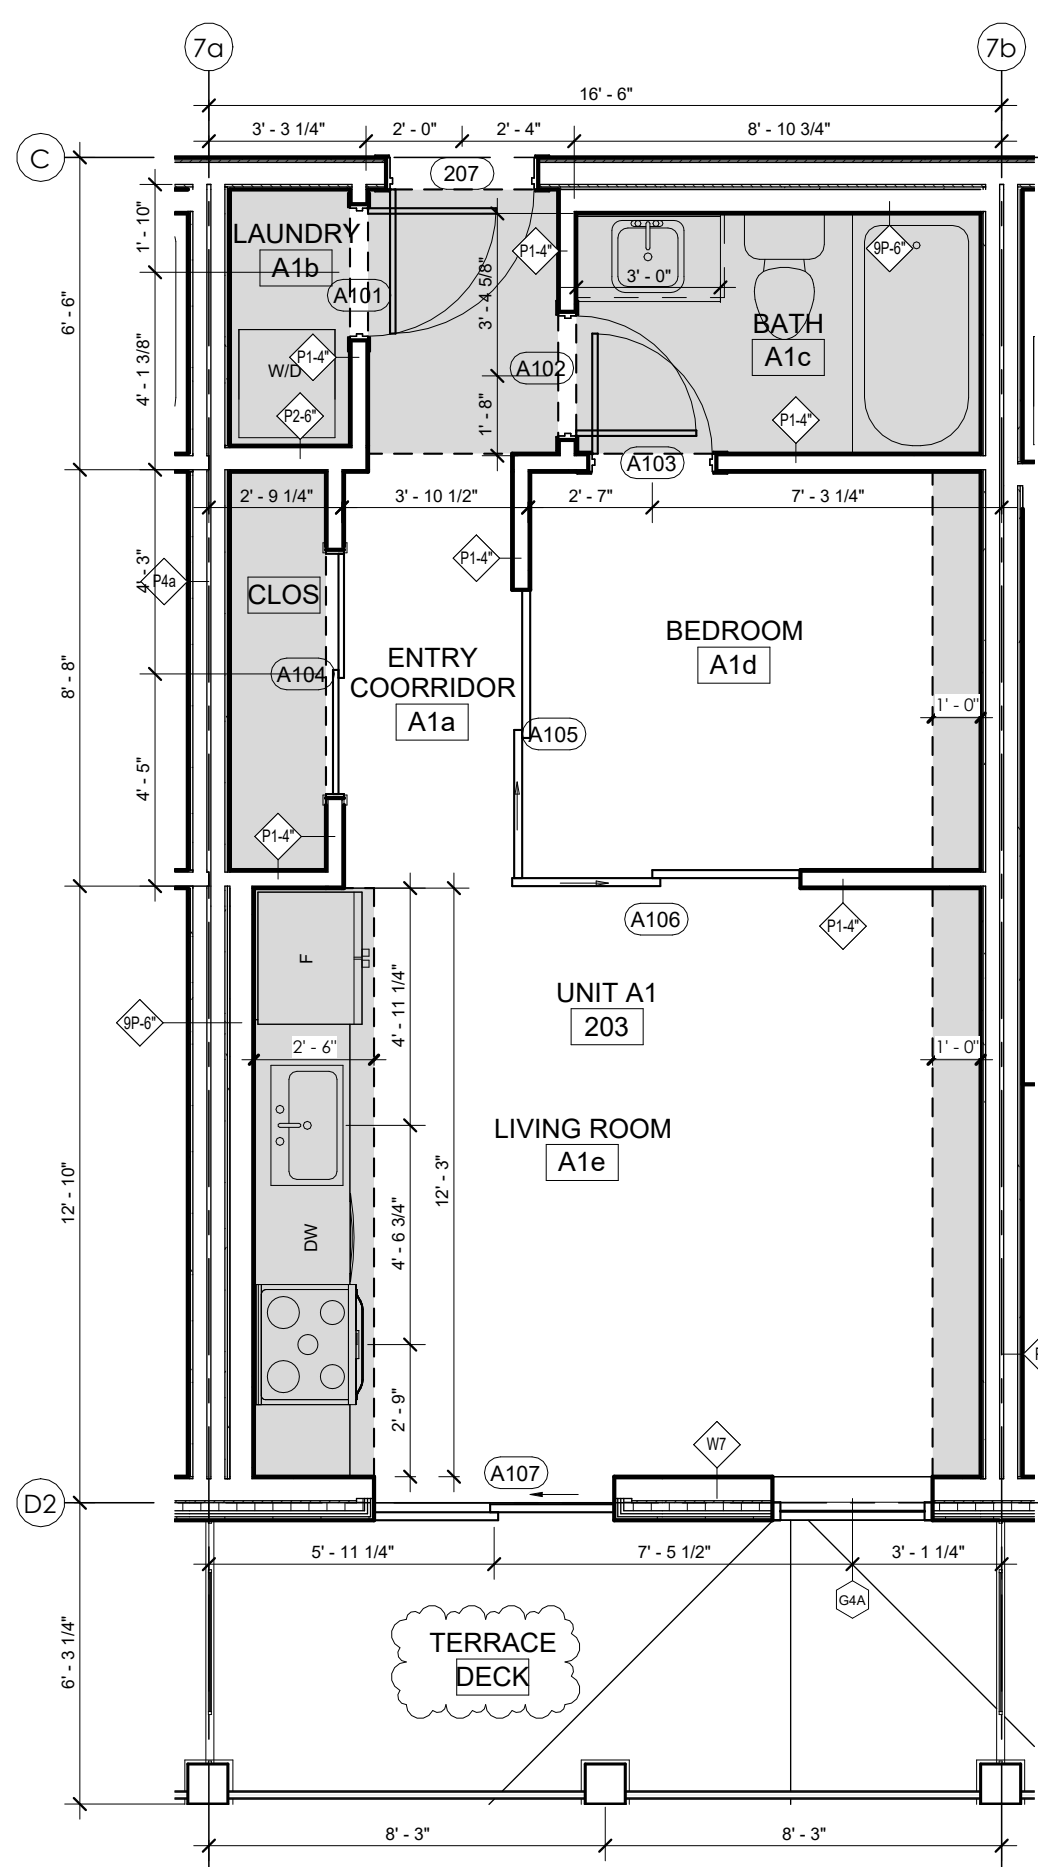 7a
7b
16' - 6"
3' - 3 1/4"
2' - 0"
2' - 4"
8' - 10 3/4"
C
207
1' - 10"
LAUNDRY
A1b
P1-4"
9P-6"
3' - 0"
A101
3' - 4 5/8"
6' - 6"
BATH
A1c
4' - 1 3/8"
P1-4"
W/D
A102
P2-6"
1' - 8"
P1-4"
A103
2' - 9 1/4"
3' - 10 1/2"
2' - 7"
7' - 3 1/4"
P1-4"
4' - 3"
P4a
CLOS
BEDROOM
A1d
ENTRY
COORRIDOR
A1a
A104
8' - 8"
1' - 0"
A105
4' - 5"
P1-4"
A106
P1-4"
F
4' - 11 1/4"
UNIT A1
203
9P-6"
2' - 6"
1' - 0"
LIVING ROOM
A1e
12' - 10"
12' - 3"
4' - 6 3/4"
DW
2' - 9"
W7
A107
D2
5' - 11 1/4"
7' - 5 1/2"
3' - 1 1/4"
G4A
TERRACE
DECK
6' - 3 1/4"
8' - 3"
8' - 3"